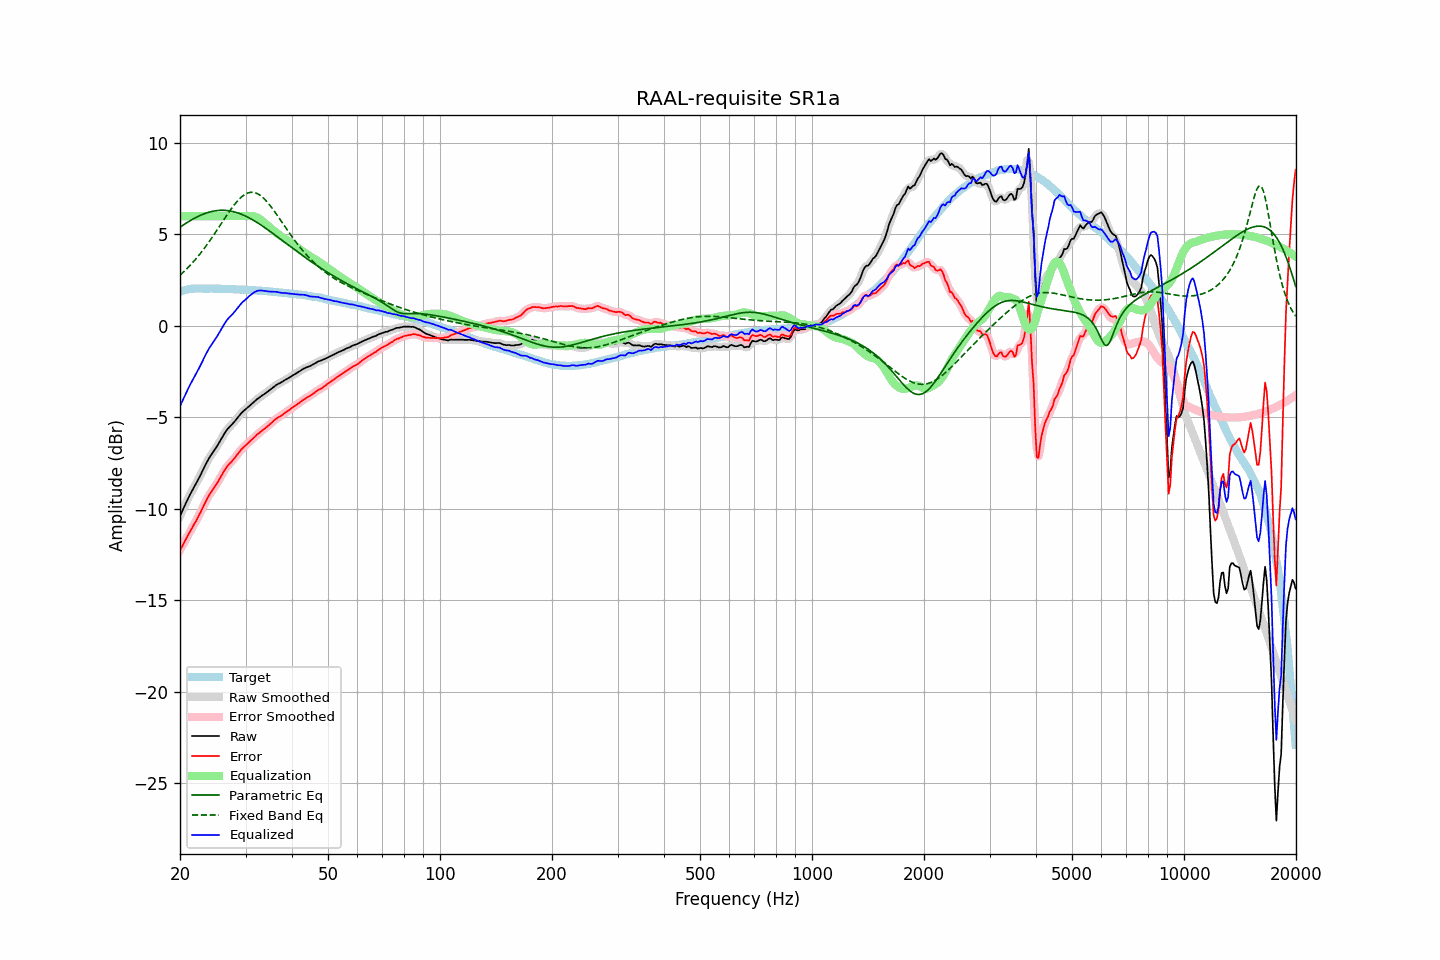 RAAL-requisite SR1a
10
5
0
−5
−10
−15
−20
−25
Amplitude (dBr)
Target
Raw Smoothed
Error Smoothed
Raw
Error
Equalization
Parametric Eq
Fixed Band Eq
Equalized
20 50 100 200 500 1000 2000 5000 10000 20000
Frequency (Hz)